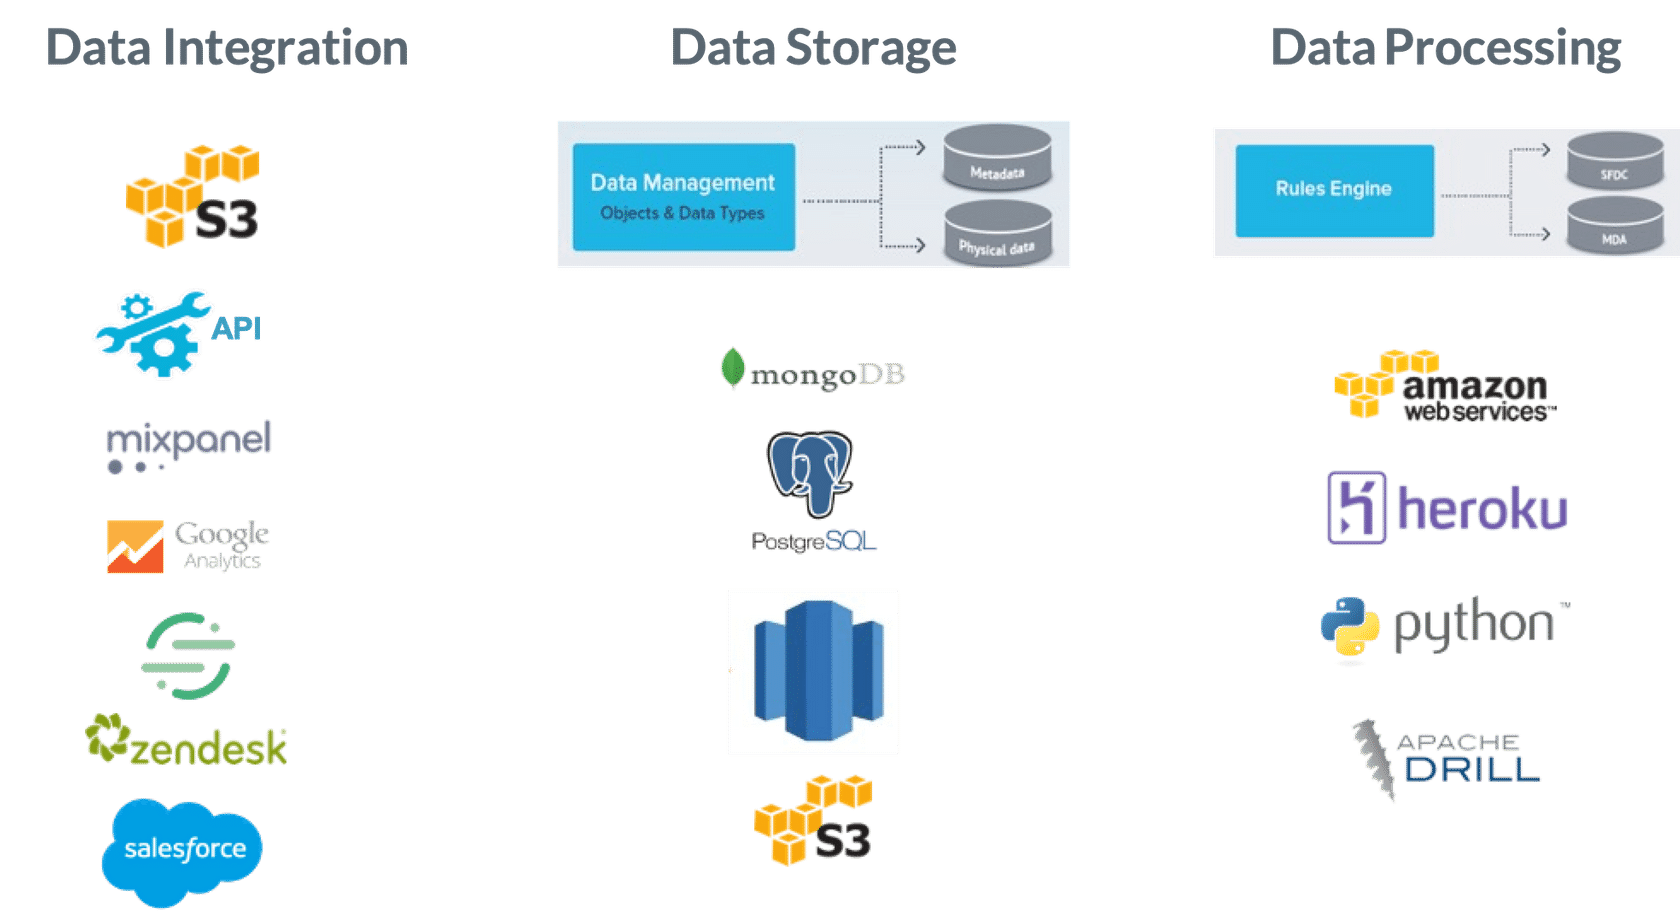 Data Integration
S3
API
mixpanel
Google
Analytics
zendesk
salesforce
Data Storage
Data Management
Objects & Data Types
Metadata
Physical data
mongoDB
PostgreSQL
S3
Data Processing
Rules Engine
SFDC
MDA
amazon
web services™
heroku
python™
APACHE
DRILL